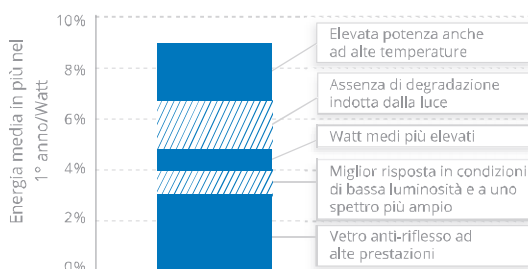 Energia media in più nel
1° anno/Watt
10%
8%
6%
4%
2%
0%
Elevata potenza anche
ad alte temperature
Assenza di degradazione
indotta dalla luce
Watt medi più elevati
Miglior risposta in condizioni
di bassa luminosità e a uno
spettro più ampio
Vetro anti-riflesso ad
alte prestazioni